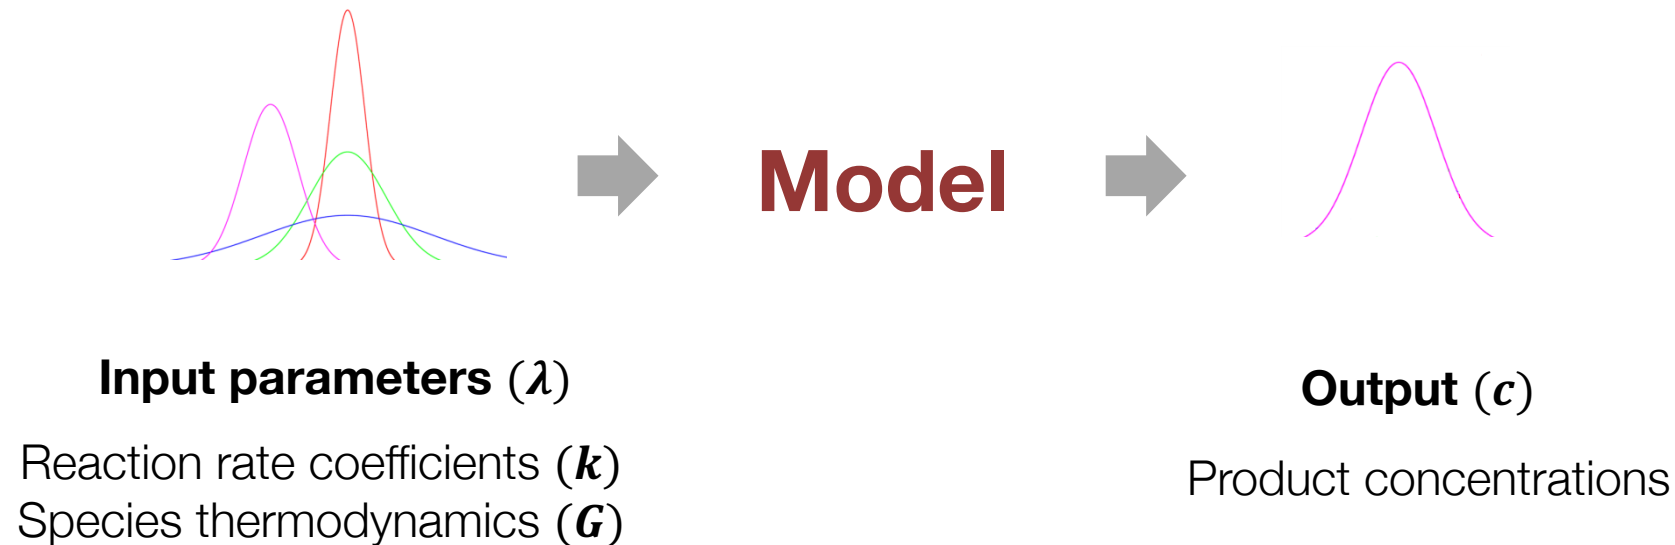 Model
Input parameters (λ)
Reaction rate coefficients (k)
Species thermodynamics (G)
Output (c)
Product concentrations